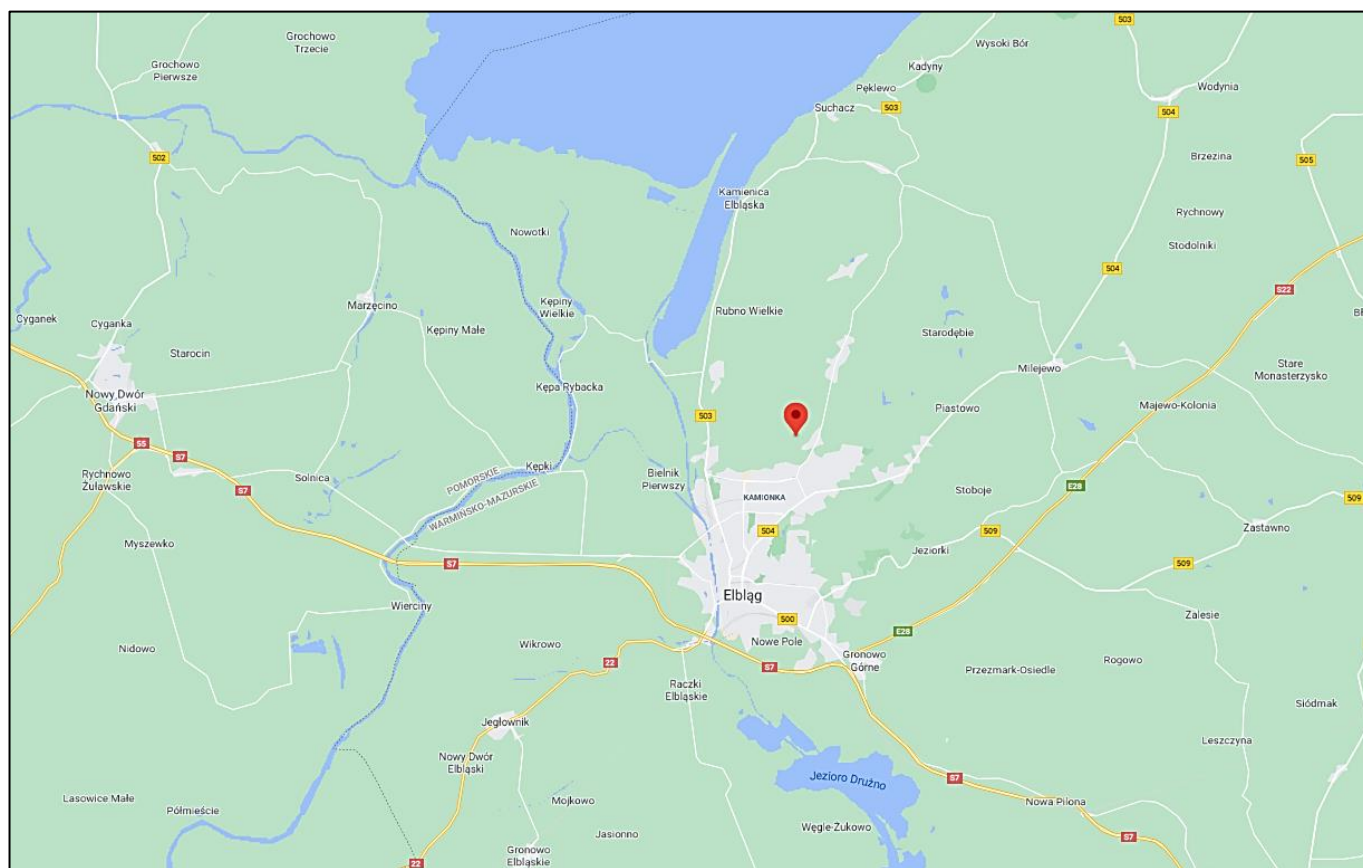 Grochowo
Trzecie
503
Wysoki Bór
Grochowo
Pierwsze
Kadyny
Pęklewo
Wodynia
Suchacz
503
504
502
Brzezina
505
Kamienica
Elbląska
Rychnowy
Nowotki
Stodolniki
504
S22
Marzęcino
Kępiny
Wielkie
Rubno Wielkie
Cyganek
Cyganka
Kępiny Małe
Starodębie
Starocin
Stare
Monasterzysko
Milejewo
Kępa Rybacka
Nowy Dwór
Gdański
Piastowo
Majewo-Kolonia
503
S5
S7
Rychnowo
Żuławskie
Solnica
Kępki
Bielnik
Pierwszy
POMORSKIE
WARMIŃSKO-MAZURSKIE
S7
KAMIONKA
Stoboje
E28
509
504
509
Zastawno
Myszewko
Jeziorki
S7
509
Elbląg
Wierciny
Zalesie
500
E28
Nidowo
Wikrowo
Nowe Pole
Gronowo
Górne
22
S7
Przezmark-Osiedle
Rogowo
Raczki
Elbląskie
Siódmak
Jegłownik
Leszczyna
Nowy Dwór
Elbląski
Jezioro Drużno
S7
Lasowice Małe
Mojkowo
Nowa Pilona
Półmieście
Jasionno
Węgle-Żukowo
S7
Gronowo
Elbląskie
22